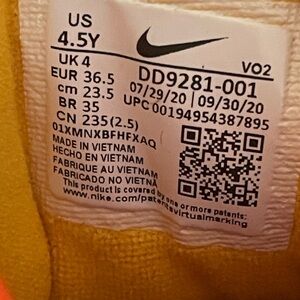 US
4.5Y
UK 4
EUR 36.5
cm 23.5
BR 35
CN 235(2.5)
01XMNXBFHFXAQ
VO2
DD9281-001
07/29/20 | 09/30/20
UPC 00194954387895
MADE IN VIETNAM
HECHO EN VIETNAM
FABRIQUE AU VIETNAM
FABRICADO NO VIETNÃ
This product is covered by one or more patents:
www.nike.com/patentsvirtualmarking